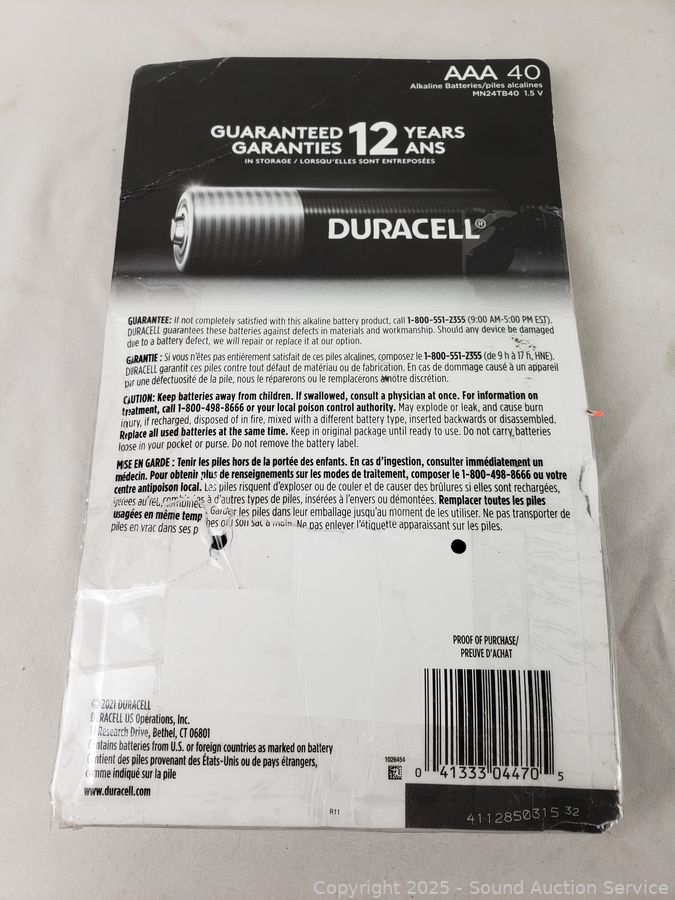 AAA 40
Alkaline Batteries/piles alcalines
MN24TB40 1.5 V
GUARANTEED 12 YEARS
GARANTIES ANS
IN STORAGE / LORSQU'ELLES SONT ENTREPOSÉES
DURACELL®
GUARANTEE: If not completely satisfied with this alkaline battery product, call 1-800-551-2355 (9:00 AM-5:00 PM EST).
DURACELL guarantees these batteries against defects in materials and workmanship. Should any device be damaged
due to a battery defect, we will repair or replace it at our option.
GARANTIE : Si vous n'êtes pas entièrement satisfait de ces piles alcalines, composez le 1-800-551-2355 (de 9 h à 17 h, HNE).
DURACELL garantit ces piles contre tout défaut de matériau ou de fabrication. En cas de dommage causé à un appareil
par une défectuosité de la pile, nous le réparerons ou le remplacerons à notre discrétion.
CAUTION: Keep batteries away from children. If swallowed, consult a physician at once. For information on
treatment, call 1-800-498-8666 or your local poison control authority. May explode or leak, and cause burn
injury, if recharged, disposed of in fire, mixed with a different battery type, inserted backwards or disassembled.
Replace all used batteries at the same time. Keep in original package until ready to use. Do not carry batteries
loose in your pocket or purse. Do not remove the battery label.
MISE EN GARDE : Tenir les piles hors de la portée des enfants. En cas d'ingestion, consulter immédiatement un
médecin. Pour obtenir plus de renseignements sur les modes de traitement, composer le 1-800-498-8666 ou votre
centre antipoison local. Les piles risquent d'exploser ou de couler et de causer des brûlures si elles sont rechargées,
au feu, combinées à d'autres types de piles, insérées à l'envers ou démontées. Remplacer toutes les piles
usagées en même temp Garder les piles dans leur emballage jusqu'au moment de les utiliser. Ne pas transporter de
piles en vrac dans ses p ou son sac à main. Ne pas enlever l'étiquette apparaissant sur les piles.
PROOF OF PURCHASE/
PREUVE D'ACHAT
© 2021 DURACELL
DURACELL US Operations, Inc.
14 Research Drive, Bethel, CT 06801
Contains batteries from U.S. or foreign countries as marked on battery
Contient des piles provenant des États-Unis ou de pays étrangers,
comme indiqué sur la pile
www.duracell.com
1026454
0 41333 04470 5
R11
4112850315 32
Copyright 2025 - Sound Auction Service